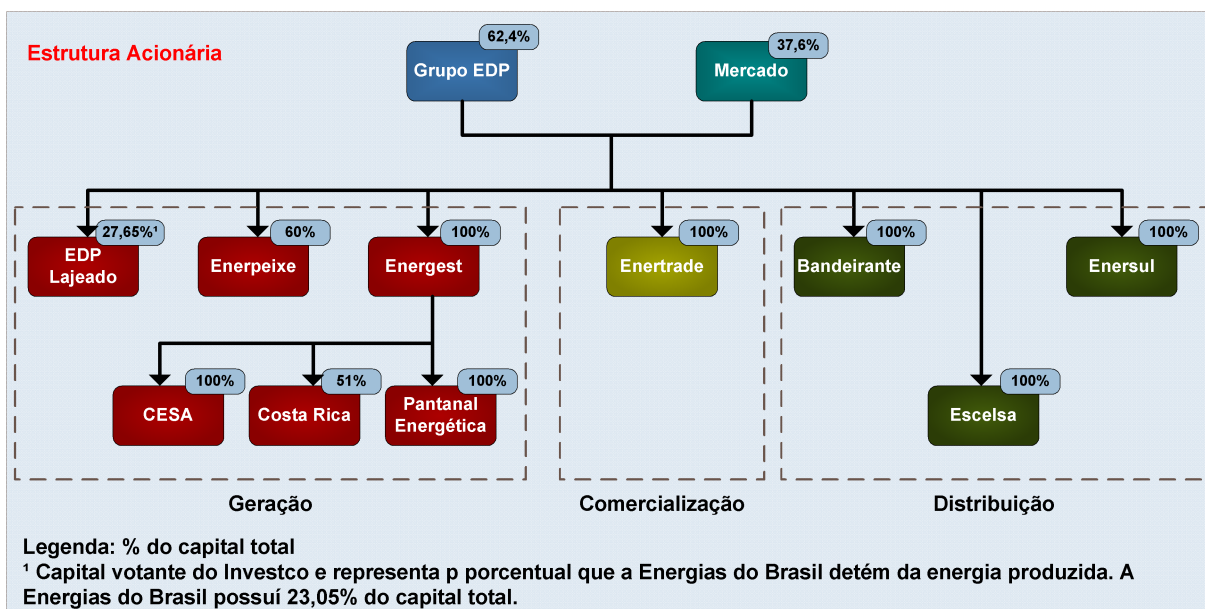 Estrutura Acionária
62,4%
Grupo EDP
37,6%
Mercado
27,65%¹
EDP
Lajeado
60%
Enerpeixe
100%
Energest
100%
Enertrade
100%
Bandeirante
100%
Enersul
100%
CESA
51%
Costa Rica
100%
Pantanal
Energética
100%
Escelsa
Geração
Comercialização
Distribuição
Legenda: % do capital total
¹ Capital votante do Investco e representa p porcentual que a Energias do Brasil detém da energia produzida. A
Energias do Brasil possuí 23,05% do capital total.